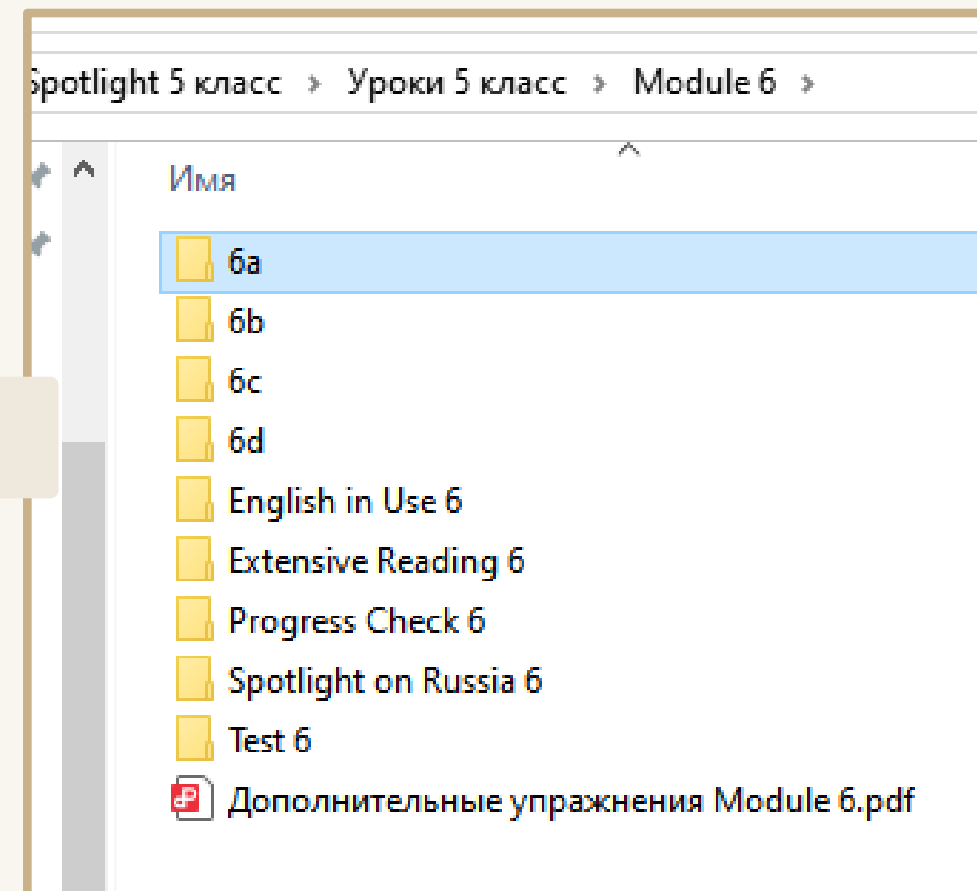 Spotlight 5 класс > Уроки 5 класс > Module 6 >
Имя
6a
6b
6c
6d
English in Use 6
Extensive Reading 6
Progress Check 6
Spotlight on Russia 6
Test 6
Дополнительные упражнения Module 6.pdf